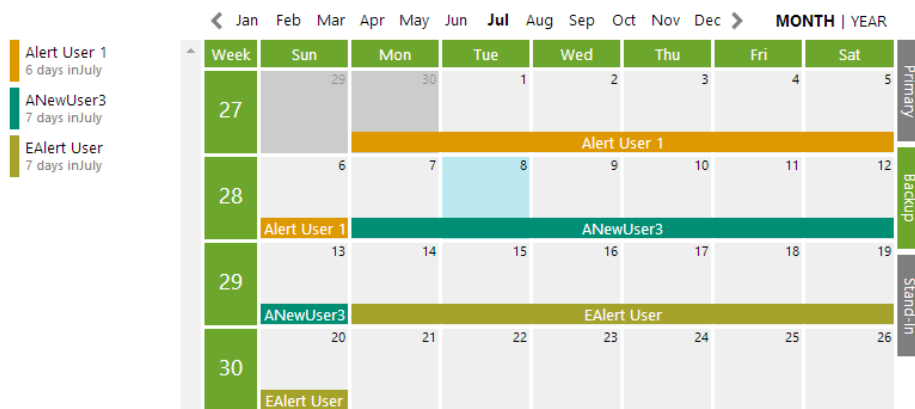 Jan Feb Mar Apr May Jun Jul Aug Sep Oct Nov Dec MONTH | YEAR
Alert User 1
6 days inJuly
ANewUser3
7 days inJuly
EAlert User
7 days inJuly
Week Sun Mon Tue Wed Thu Fri Sat
27 29 30 1 2 3 4 5
Alert User 1
28 6 7 8 9 10 11 12
Alert User 1 ANewUser3
29 13 14 15 16 17 18 19
ANewUser3 EAlert User
30 20 21 22 23 24 25 26
EAlert User
Primary
Backup
Stand-In